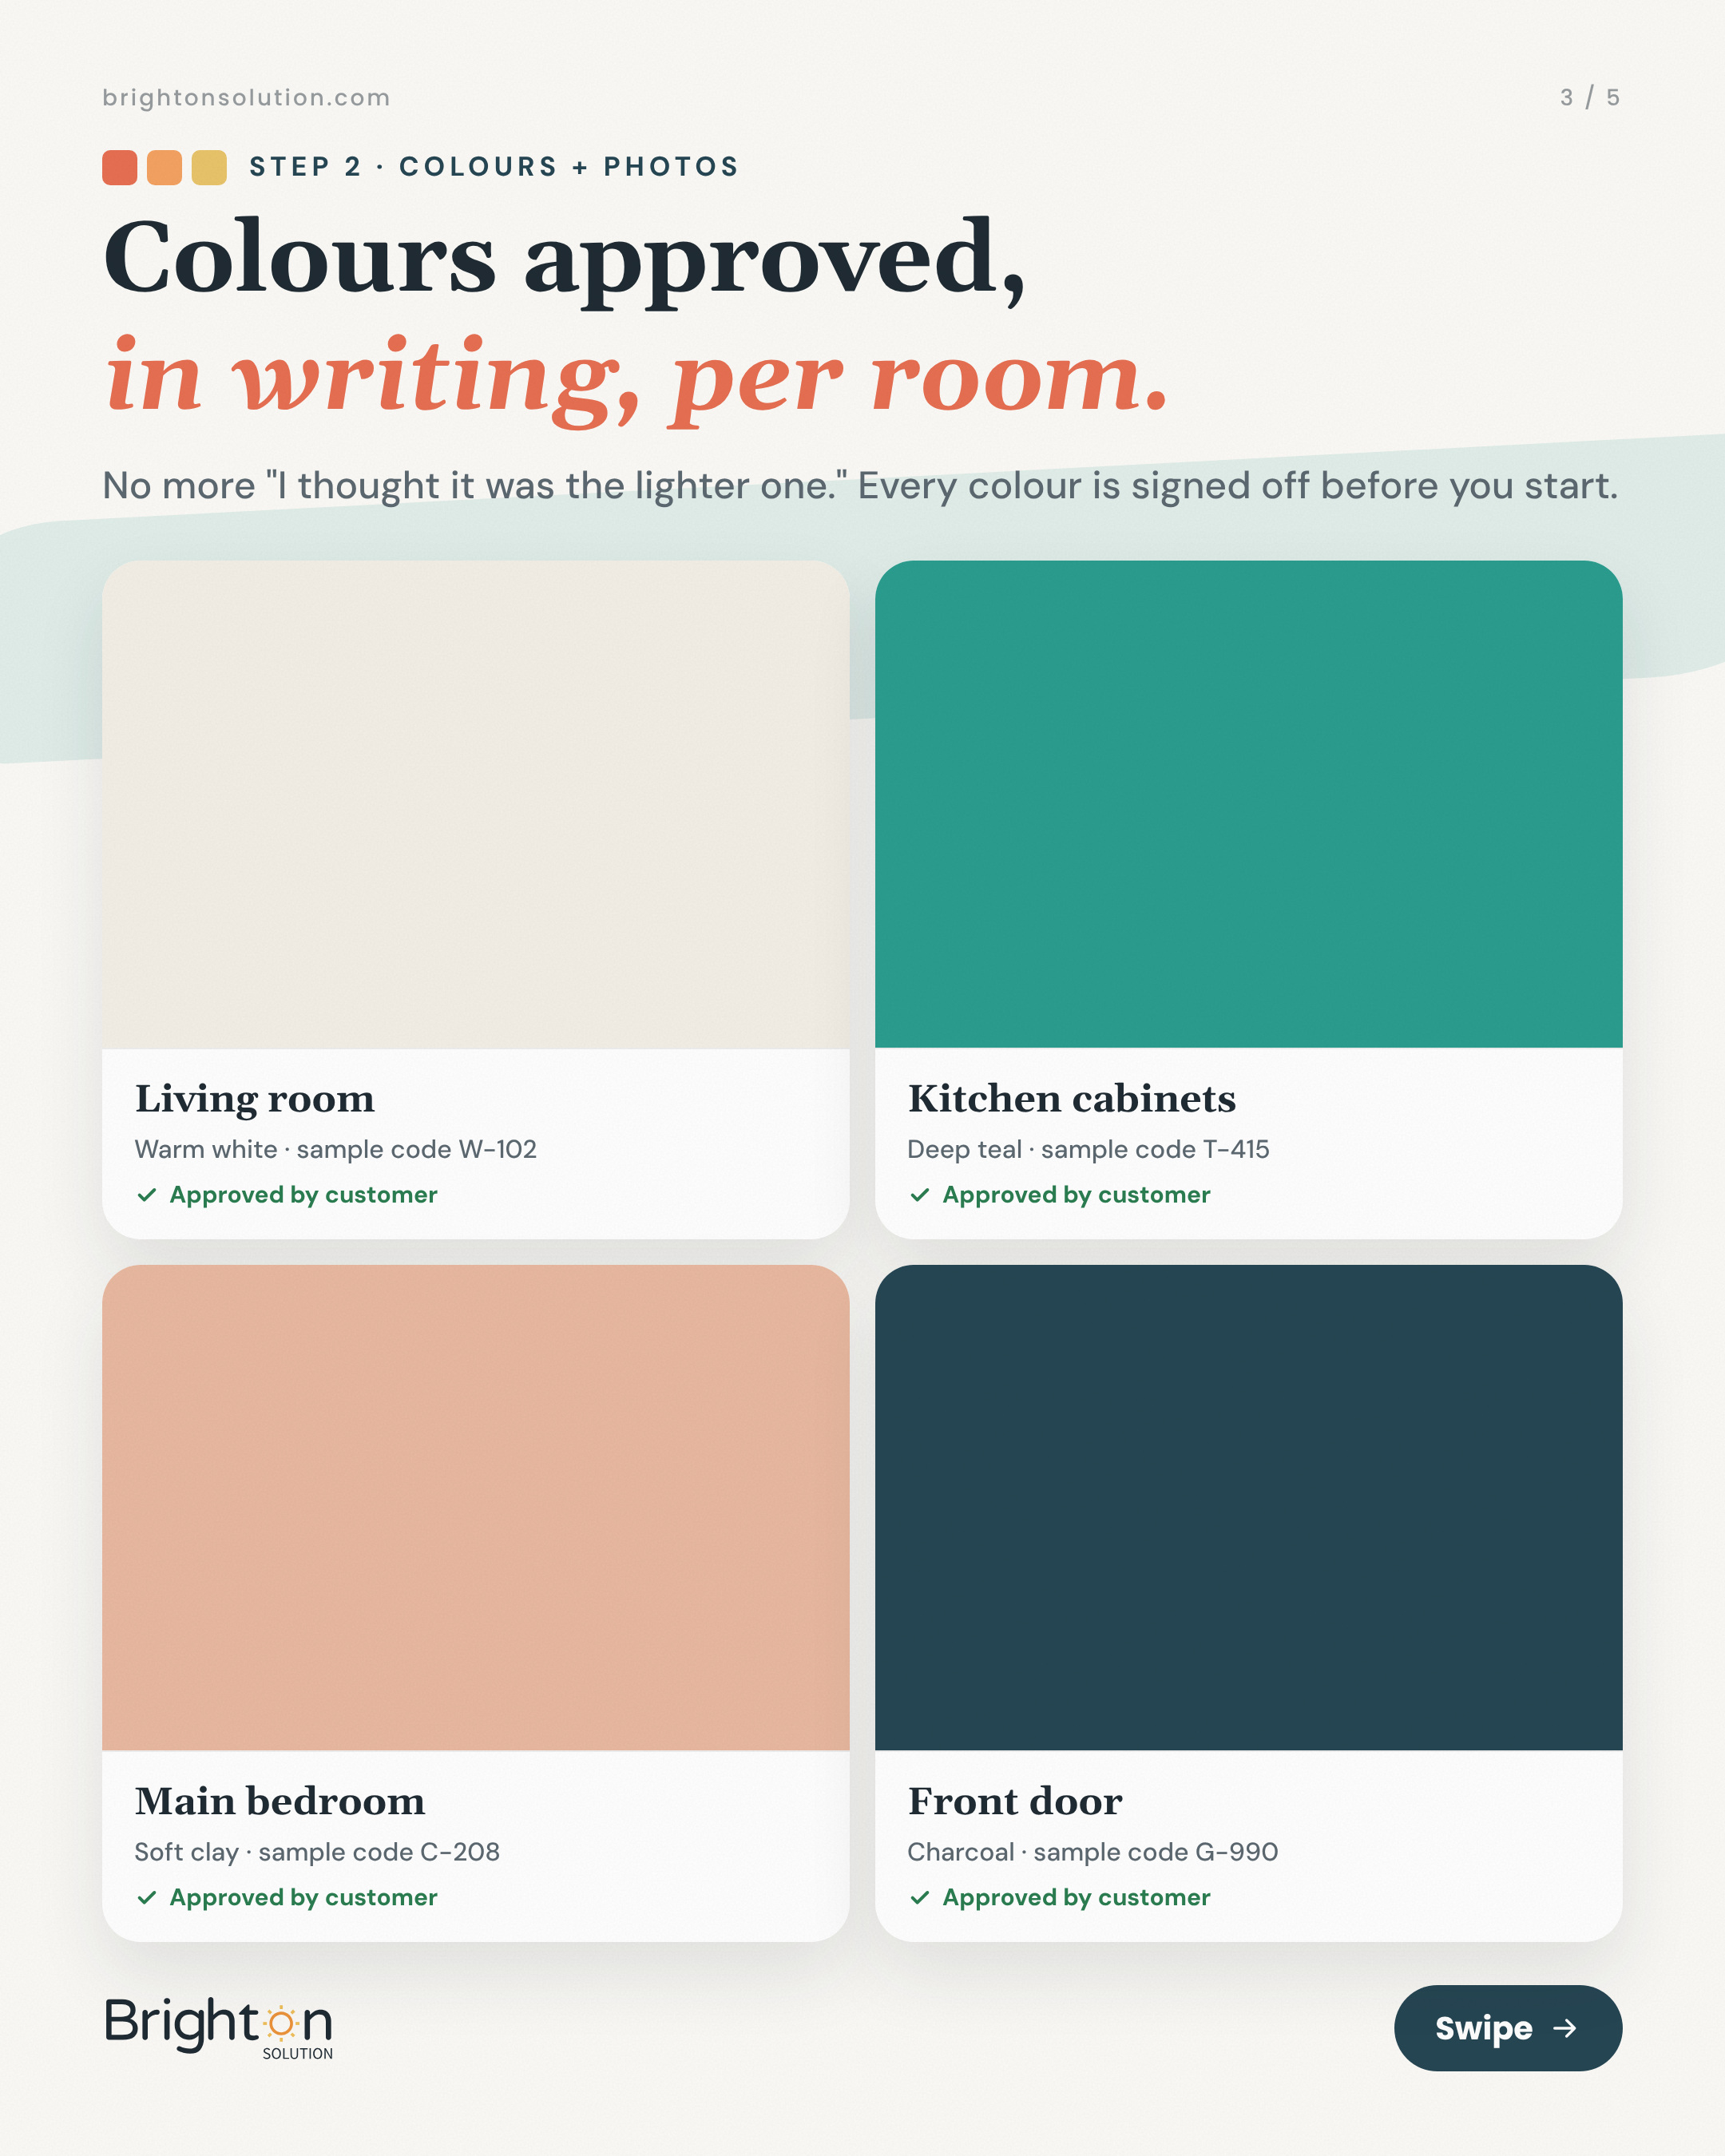 brightonsolution.com
3 / 5
STEP 2 · COLOURS + PHOTOS
Colours approved,
in writing, per room.
No more "I thought it was the lighter one." Every colour is signed off before you start.
Living room
Warm white · sample code W-102
✓ Approved by customer
Kitchen cabinets
Deep teal · sample code T-415
✓ Approved by customer
Main bedroom
Soft clay · sample code C-208
✓ Approved by customer
Front door
Charcoal · sample code G-990
✓ Approved by customer
Brighton
SOLUTION
Swipe →